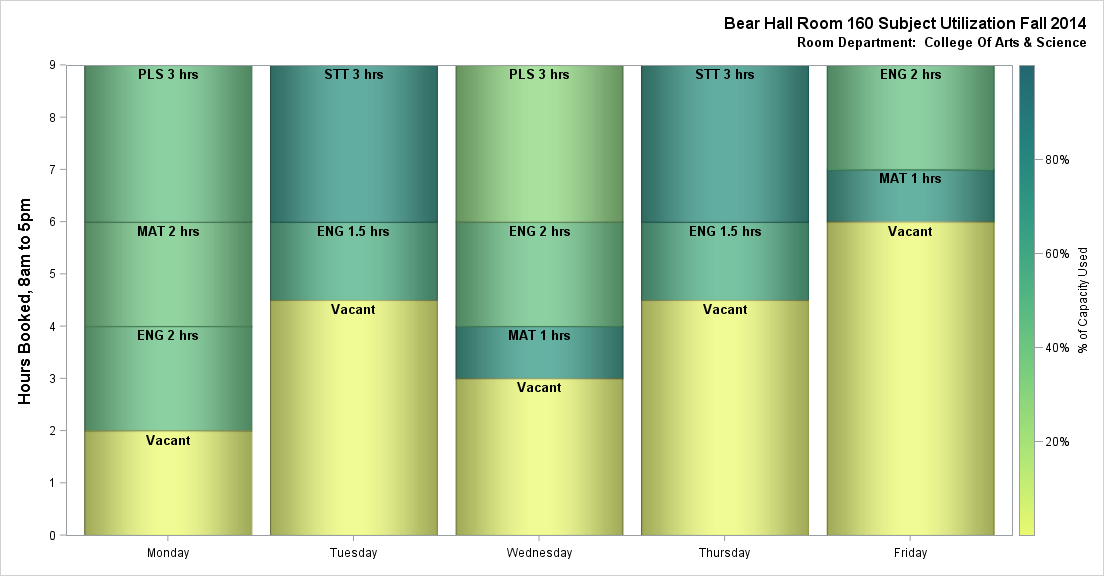 Bear Hall Room 160 Subject Utilization Fall 2014
Room Department:  College Of Arts & Science
Hours Booked, 8am to 5pm
9
8
7
6
5
4
3
2
1
0
PLS 3 hrs
MAT 2 hrs
ENG 2 hrs
Vacant
STT 3 hrs
ENG 1.5 hrs
Vacant
PLS 3 hrs
ENG 2 hrs
MAT 1 hrs
Vacant
STT 3 hrs
ENG 1.5 hrs
Vacant
ENG 2 hrs
MAT 1 hrs
Vacant
Monday
Tuesday
Wednesday
Thursday
Friday
80%
60%
40%
20%
% of Capacity Used